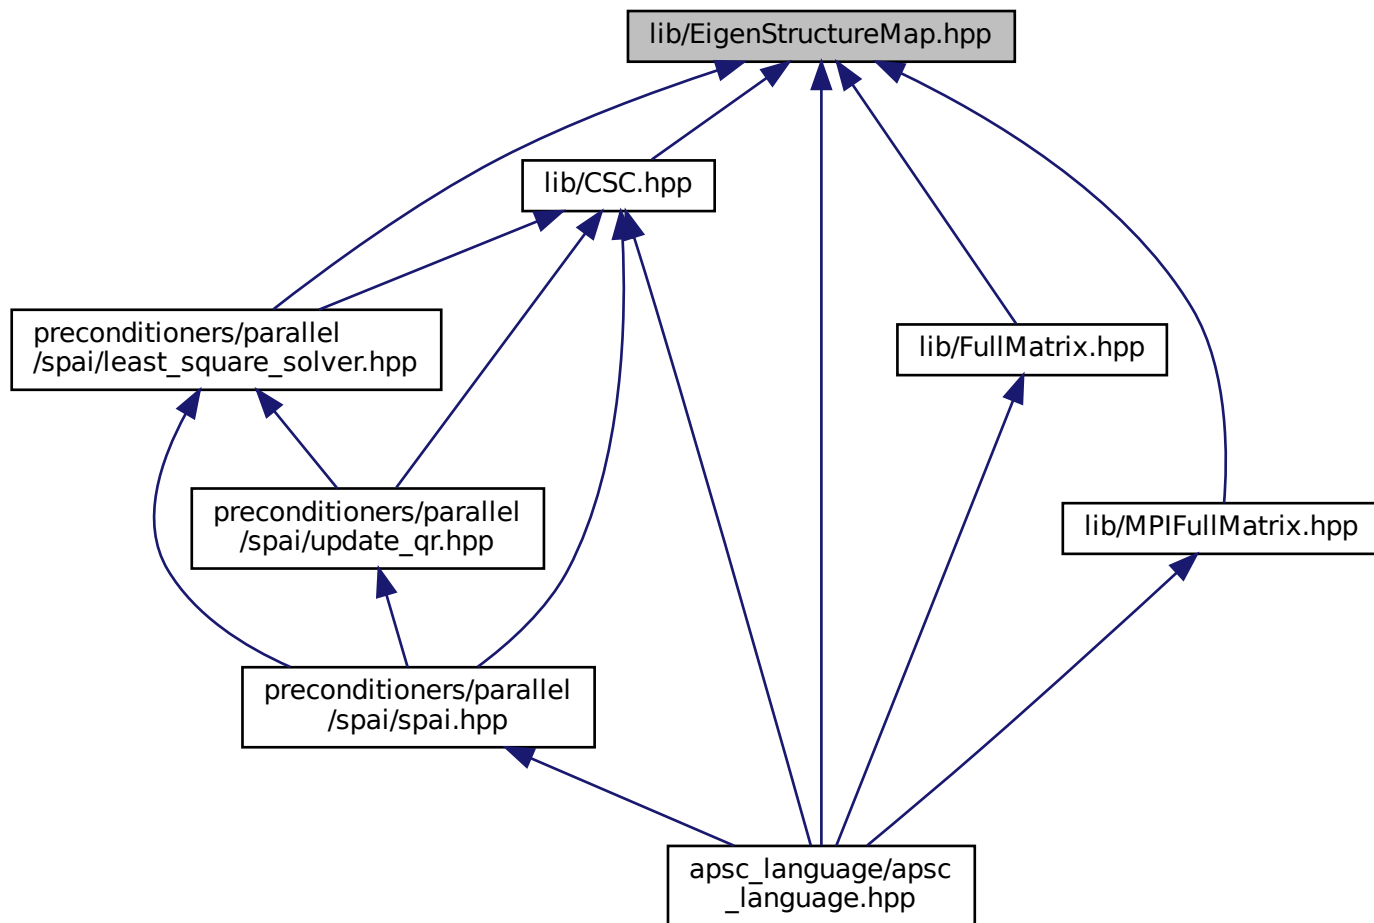 lib/EigenStructureMap.hpp
lib/CSC.hpp
preconditioners/parallel
/spai/least_square_solver.hpp
lib/FullMatrix.hpp
preconditioners/parallel
/spai/update_qr.hpp
lib/MPIFullMatrix.hpp
preconditioners/parallel
/spai/spai.hpp
apsc_language/apsc
_language.hpp